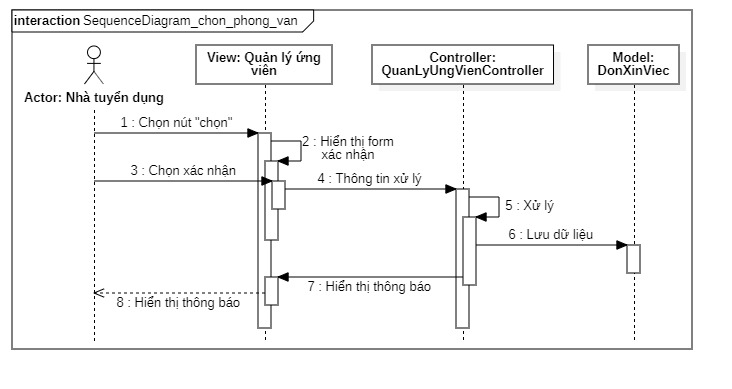 interaction SequenceDiagram_chon_phong_van
Actor: Nhà tuyển dụng
View: Quản lý ứng
viên
Controller:
QuanLyUngVienController
Model:
DonXinViec
1 : Chọn nút "chọn"
2 : Hiển thị form
xác nhận
3 : Chọn xác nhận
4 : Thông tin xử lý
5 : Xử lý
6 : Lưu dữ liệu
7 : Hiển thị thông báo
8 : Hiển thị thông báo